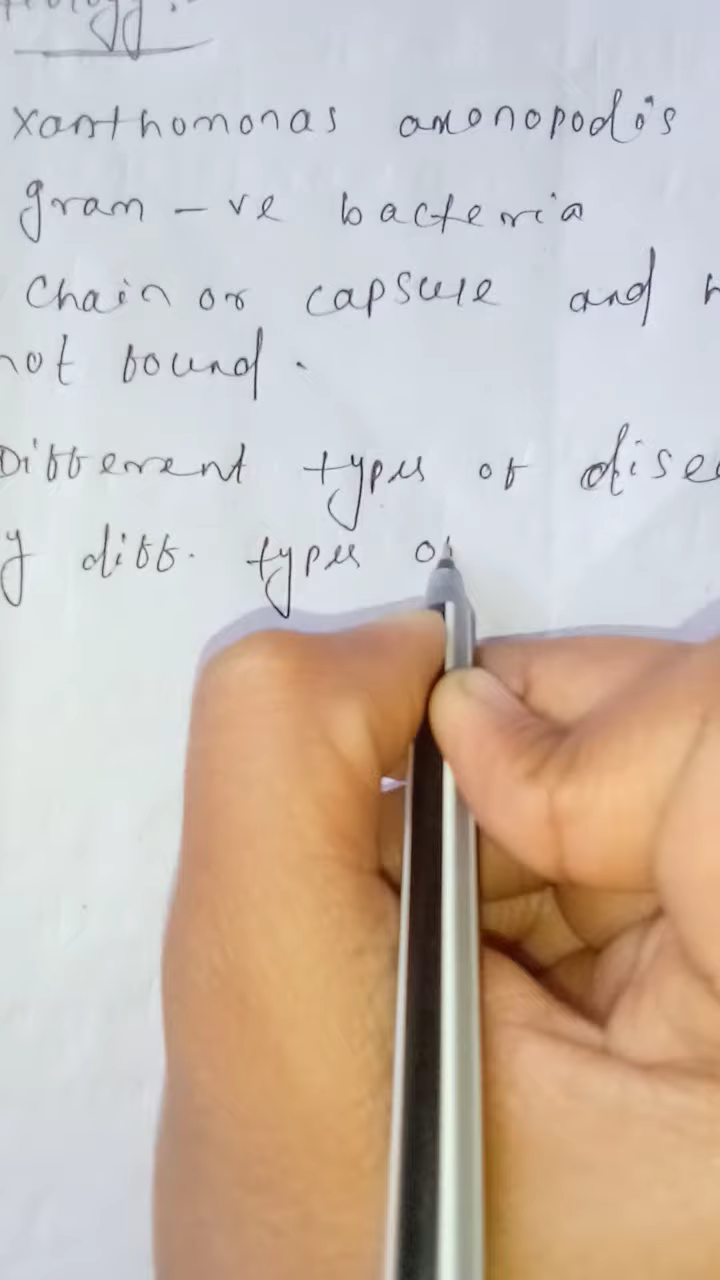 Xanthomonas axonopodis
gram -ve bacteria
Chain or capsule and
not found.
Different types of
diff. types of